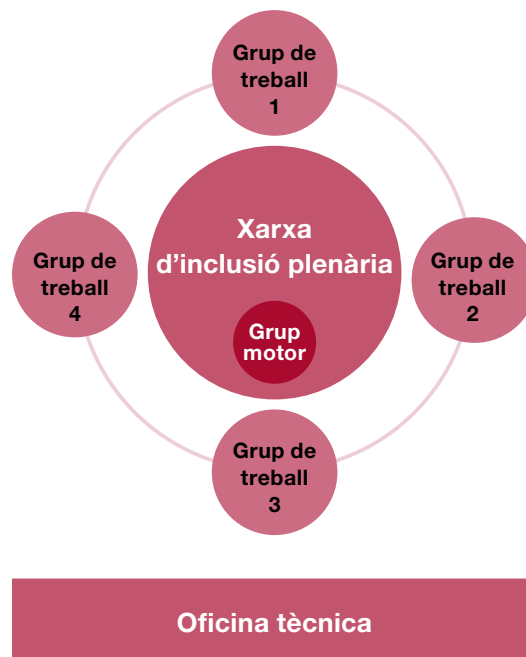 Grup de
treball
1
Xarxa
d’inclusió plenària
Grup de
treball
4
Grup de
treball
2
Grup
motor
Grup de
treball
3
Oficina tècnica